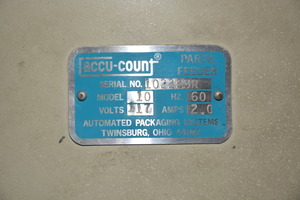 Accu-count® PARTS
FEEDER
SERIAL NO.
MODEL 10 HZ 60
VOLTS 117 AMPS 2.0
AUTOMATED PACKAGING SYSTEMS
TWINSBURG, OHIO